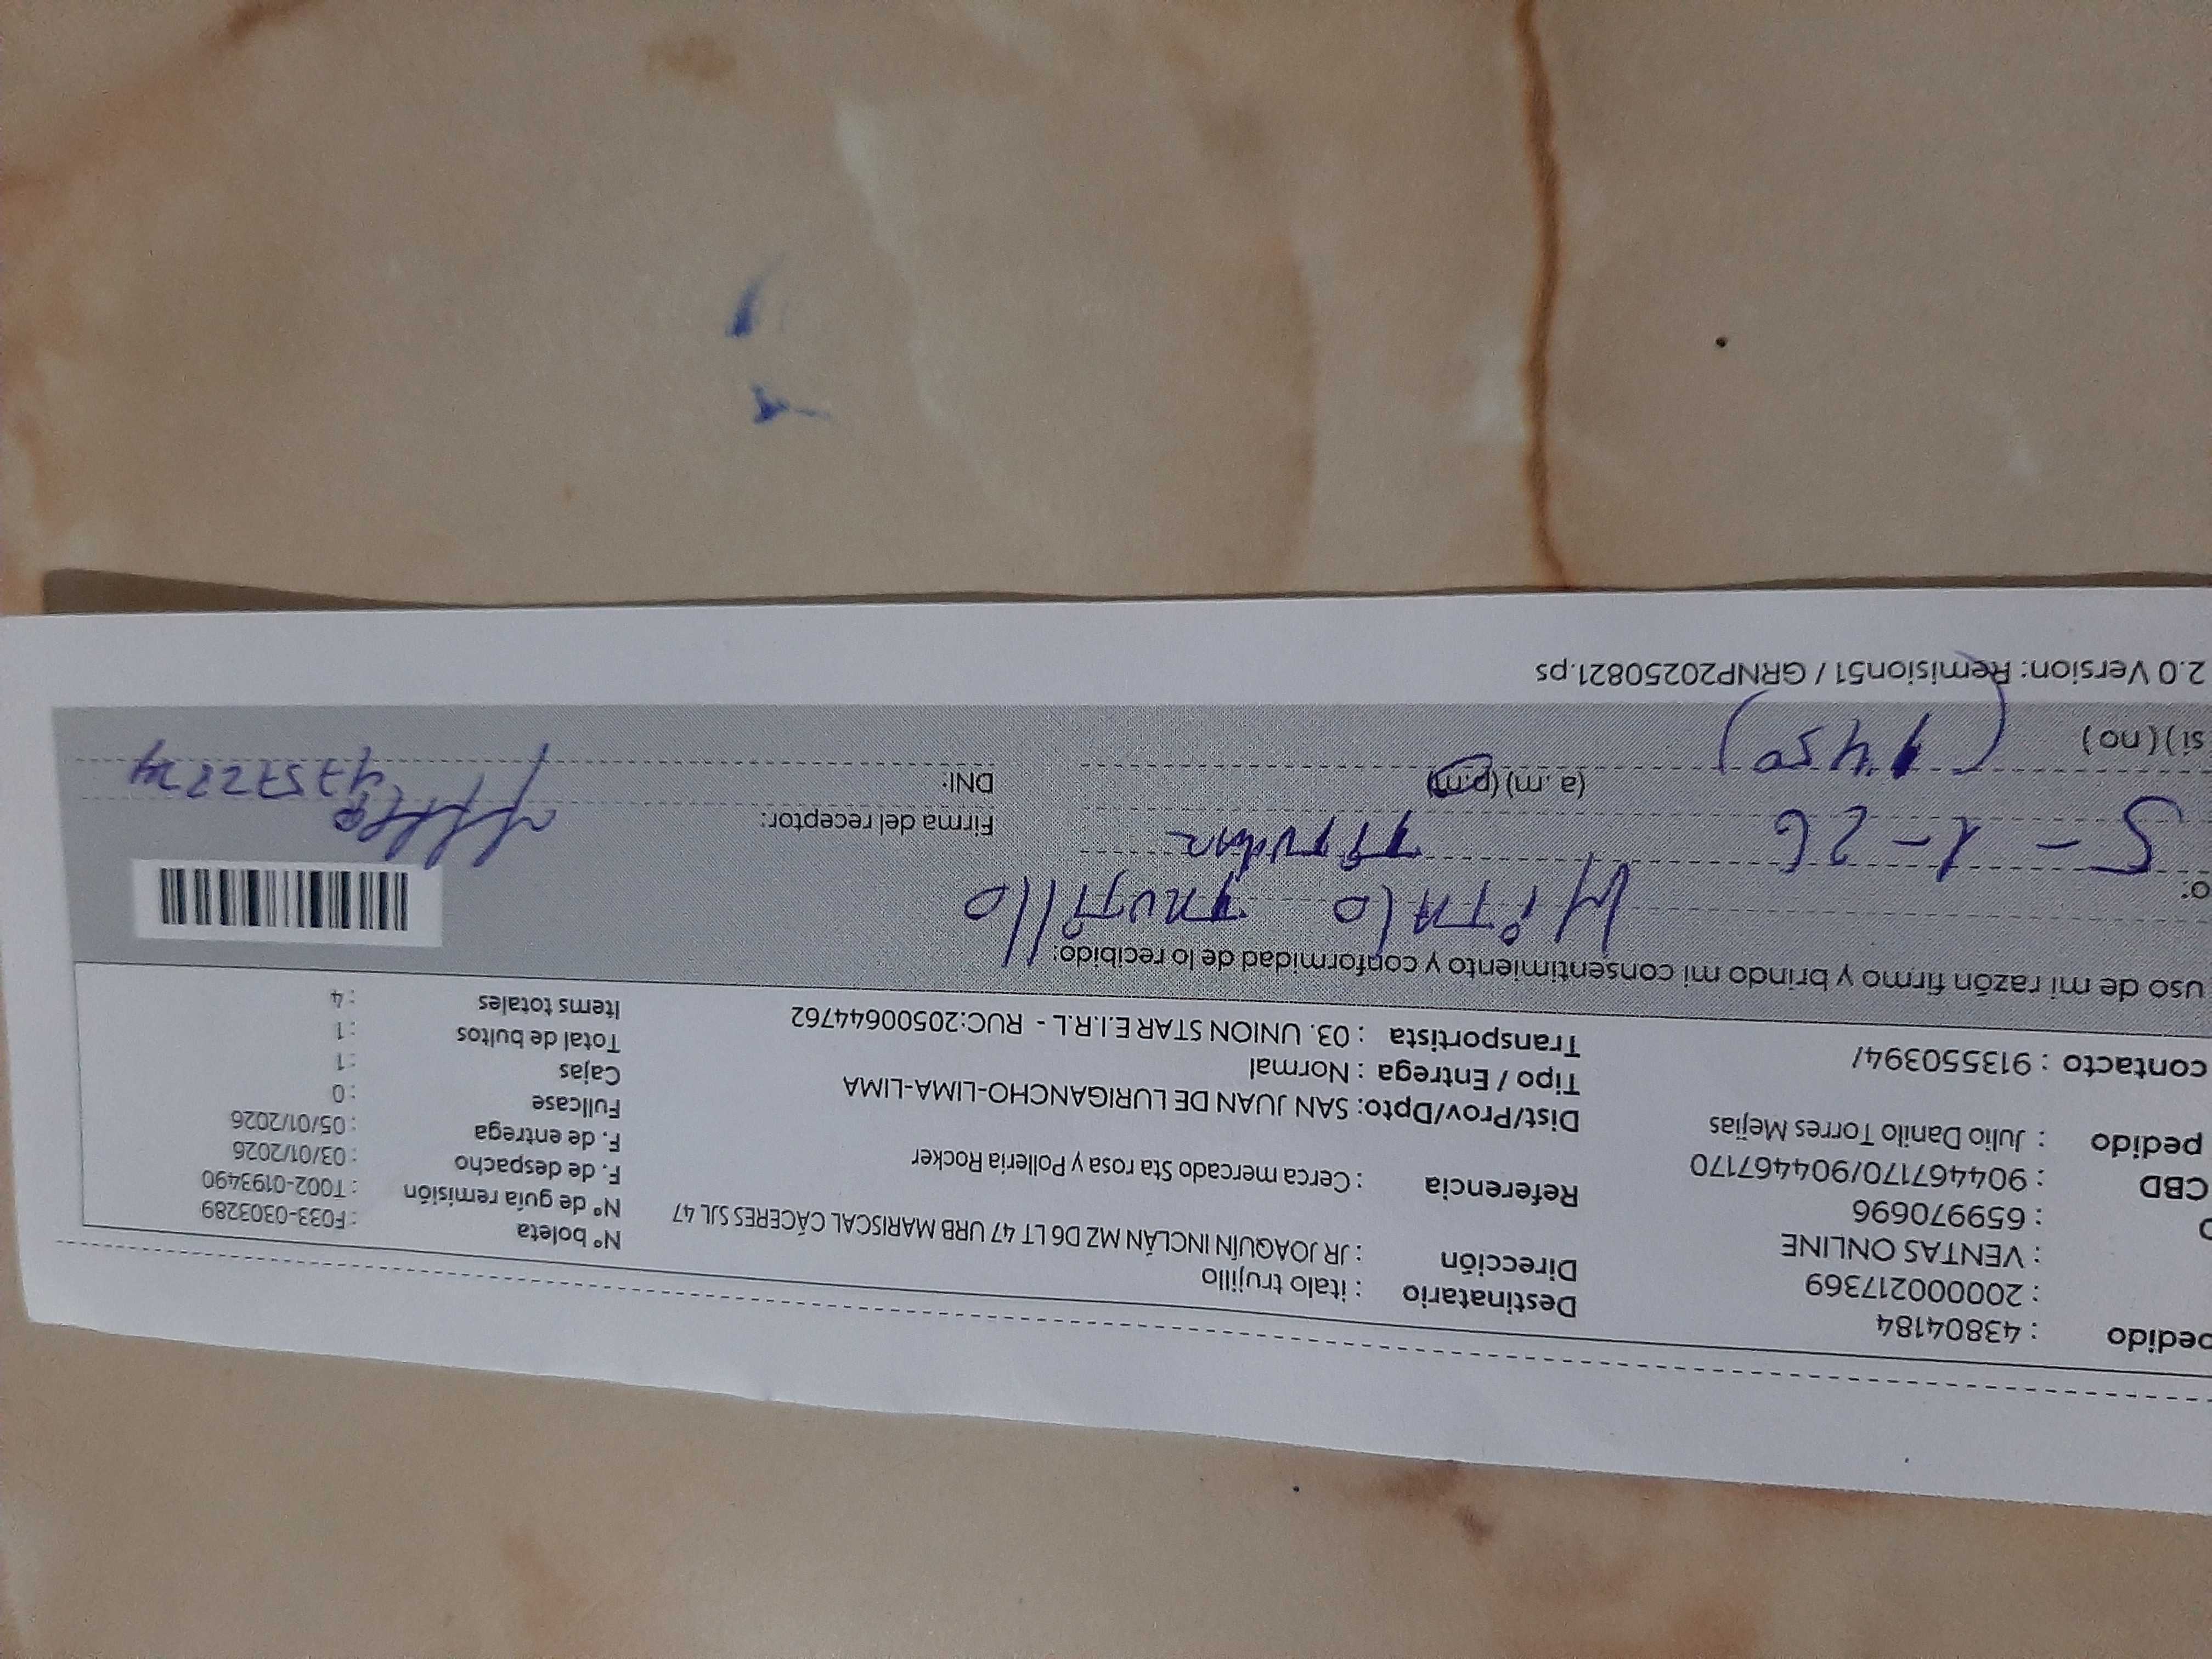 pedido : 43804184
: 20000217369
: VENTAS ONLINE
: 659970696
CBD : 904467170/904467170
pedido : Julio Danilo Torres Mejias
contacto : 913550394/
Destinatario : italo trujillo
Dirección : JR JOAQUÍN INCLÁN MZ D6 LT 47 URB MARISCAL CÁCERES SJL 47
Referencia : Cerca mercado Sta rosa y Polleria Rocker
Dist/Prov/Dpto: SAN JUAN DE LURIGANCHO-LIMA-LIMA
Tipo / Entrega : Normal
Transportista : 03. UNION STAR E.I.R.L - RUC:20500644762
N° boleta : F033-0303289
N° de guía remisión : T002-0193490
F. de despacho : 03/01/2026
F. de entrega : 05/01/2026
Fullcase : 0
Cajas : 1
Total de bultos : 1
Items totales : 4
uso de mi razón firmo y brindo mi consentimiento y conformidad de lo recibido:
o:
5-1-26
si ) ( no )
(1450)
(a.m) (p.m)
Firma del receptor:
DNI:
2.0 Version: Remision51 / GRNP20250821.ps